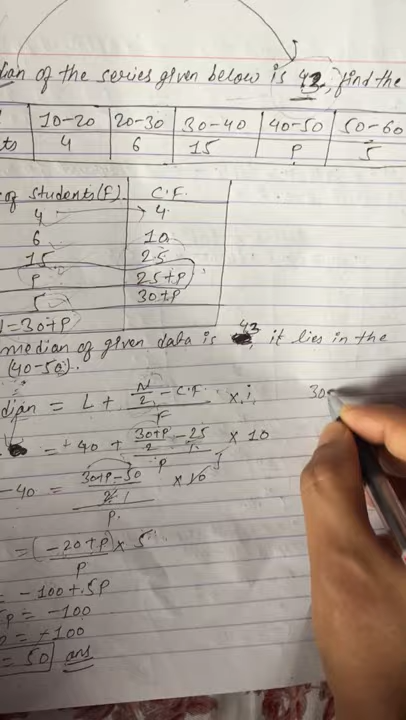 dian of the series given below is 43, find the
10-20 20-30 30-40 40-50 50-60
ts 4 6 15 P 5
of students(F) C.F.
4 → 4
6 10
15 25
P 25+P
5 30+P
N=30+P
median of given data is 43, it lies in the
(40-50).
dian = L + N/2 - C.F / F × i
= 40 + 30+P/2 - 25/1 / P × 10
30
-40 = 30+P-50 / 2 / P × 10 5
= (-20+P) × 5 / P
= -100+5P
P = -100
= +100
= 50 ans